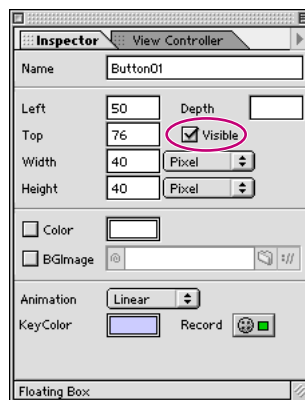 Inspector View Controller
Name Button01
Left 50 Depth
Top 76 Visible
Width 40 Pixel
Height 40 Pixel
Color
BGImage ://
Animation Linear
KeyColor Record
Floating Box